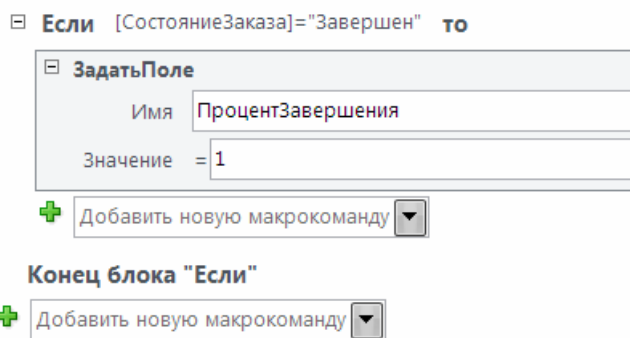 Если [СостояниеЗаказа]="Завершен" то
ЗадатьПоле
Имя ПроцентЗавершения
Значение = 1
Добавить новую макрокоманду
Конец блока "Если"
Добавить новую макрокоманду